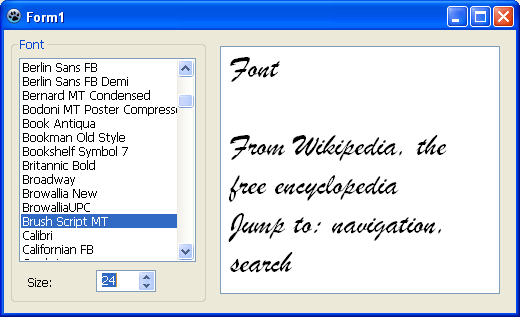 Form1
Font
Berlin Sans FB
Berlin Sans FB Demi
Bernard MT Condensed
Bodoni MT Poster Compresse
Book Antiqua
Bookman Old Style
Bookshelf Symbol 7
Britannic Bold
Broadway
Browallia New
BrowalliaUPC
Brush Script MT
Calibri
Californian FB
Size:
24
Font
From Wikipedia, the
free encyclopedia
Jump to: navigation,
search